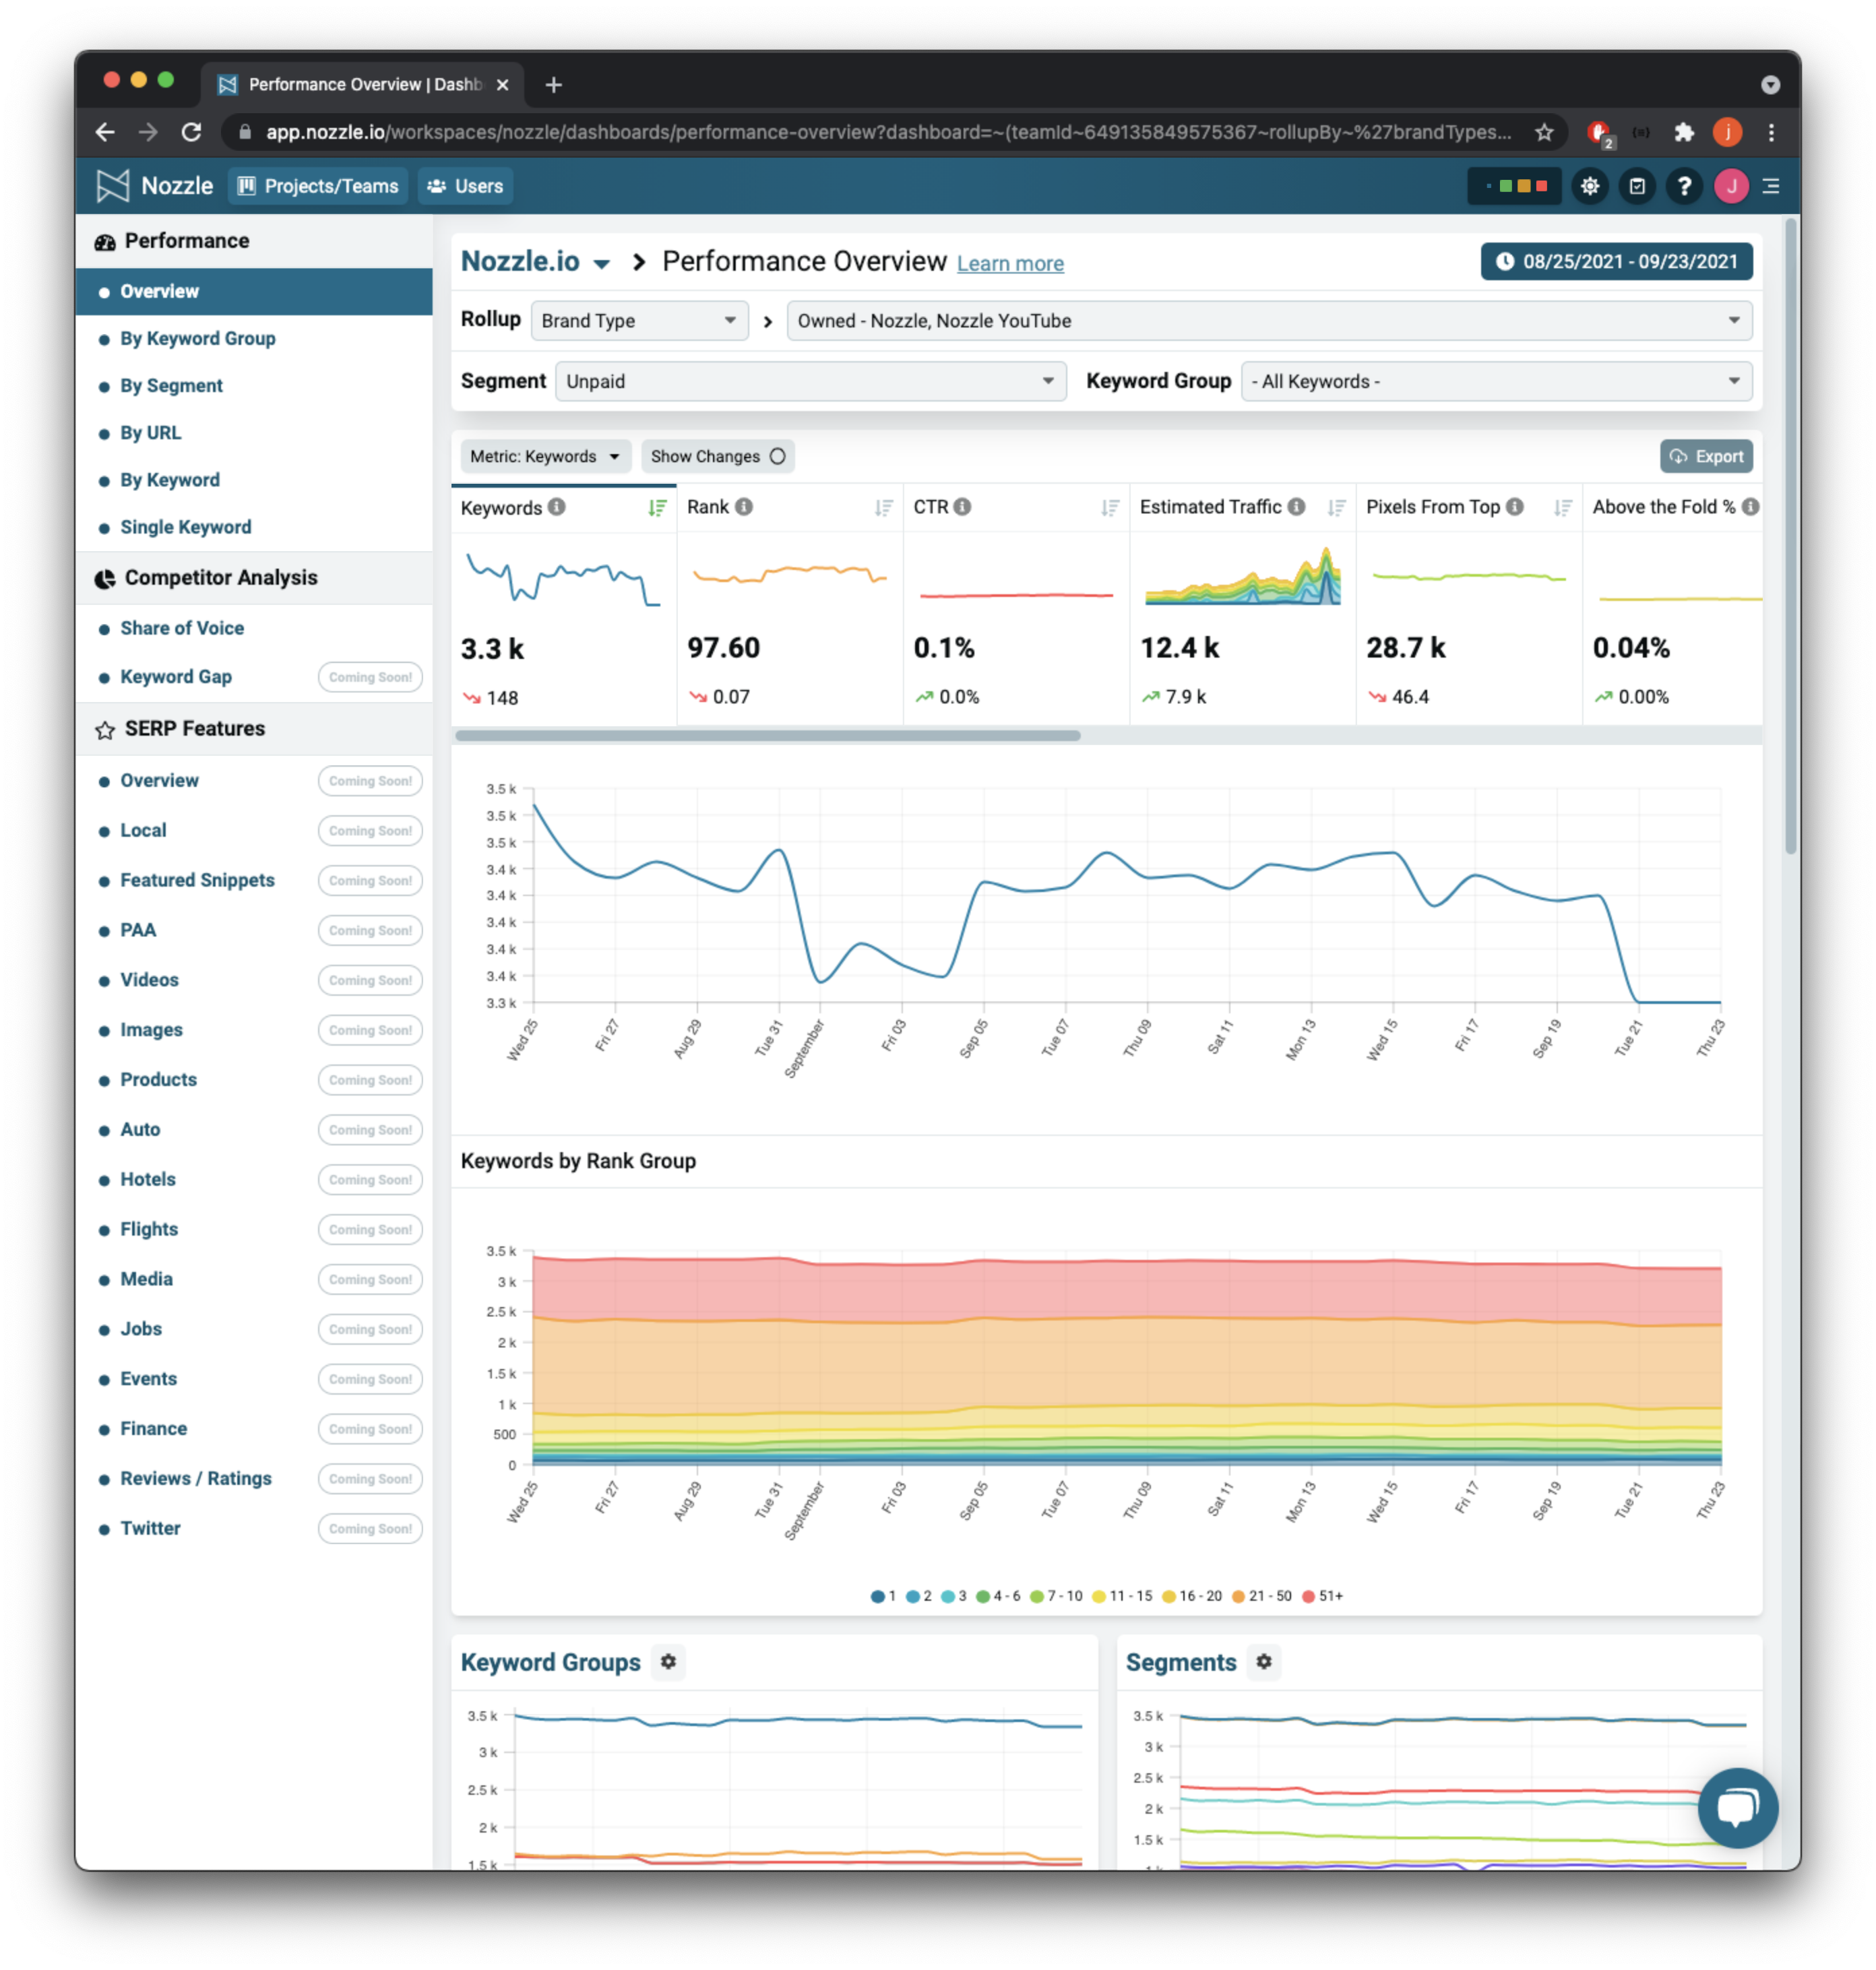 Performance Overview | Dashb
app.nozzle.io/workspaces/nozzle/dashboards/performance-overview?dashboard=~(teamId~649135849575367~rollupBy~%27brandTypes...
2
j
Nozzle
Projects/Teams
Users
?
J
Performance
Overview
By Keyword Group
By Segment
By URL
By Keyword
Single Keyword
Competitor Analysis
Share of Voice
Keyword Gap Coming Soon!
SERP Features
Overview Coming Soon!
Local Coming Soon!
Featured Snippets Coming Soon!
PAA Coming Soon!
Videos Coming Soon!
Images Coming Soon!
Products Coming Soon!
Auto Coming Soon!
Hotels Coming Soon!
Flights Coming Soon!
Media Coming Soon!
Jobs Coming Soon!
Events Coming Soon!
Finance Coming Soon!
Reviews / Ratings Coming Soon!
Twitter Coming Soon!
Nozzle.io > Performance Overview Learn more
08/25/2021 - 09/23/2021
Rollup Brand Type > Owned - Nozzle, Nozzle YouTube
Segment Unpaid Keyword Group - All Keywords -
Metric: Keywords Show Changes Export
Keywords Rank CTR Estimated Traffic Pixels From Top Above the Fold %
3.3 k 97.60 0.1% 12.4 k 28.7 k 0.04%
148 0.07 0.0% 7.9 k 46.4 0.00%
3.5 k
3.5 k
3.5 k
3.4 k
3.4 k
3.4 k
3.4 k
3.4 k
3.3 k
Wed 25 Fri 27 Aug 29 Tue 31 September Fri 03 Sep 05 Tue 07 Thu 09 Sat 11 Mon 13 Wed 15 Fri 17 Sep 19 Tue 21 Thu 23
Keywords by Rank Group
3.5 k
3 k
2.5 k
2 k
1.5 k
1 k
500
0
Wed 25 Fri 27 Aug 29 Tue 31 September Fri 03 Sep 05 Tue 07 Thu 09 Sat 11 Mon 13 Wed 15 Fri 17 Sep 19 Tue 21 Thu 23
1 2 3 4 - 6 7 - 10 11 - 15 16 - 20 21 - 50 51+
Keyword Groups
3.5 k
3 k
2.5 k
2 k
1.5 k
Segments
3.5 k
3 k
2.5 k
2 k
1.5 k